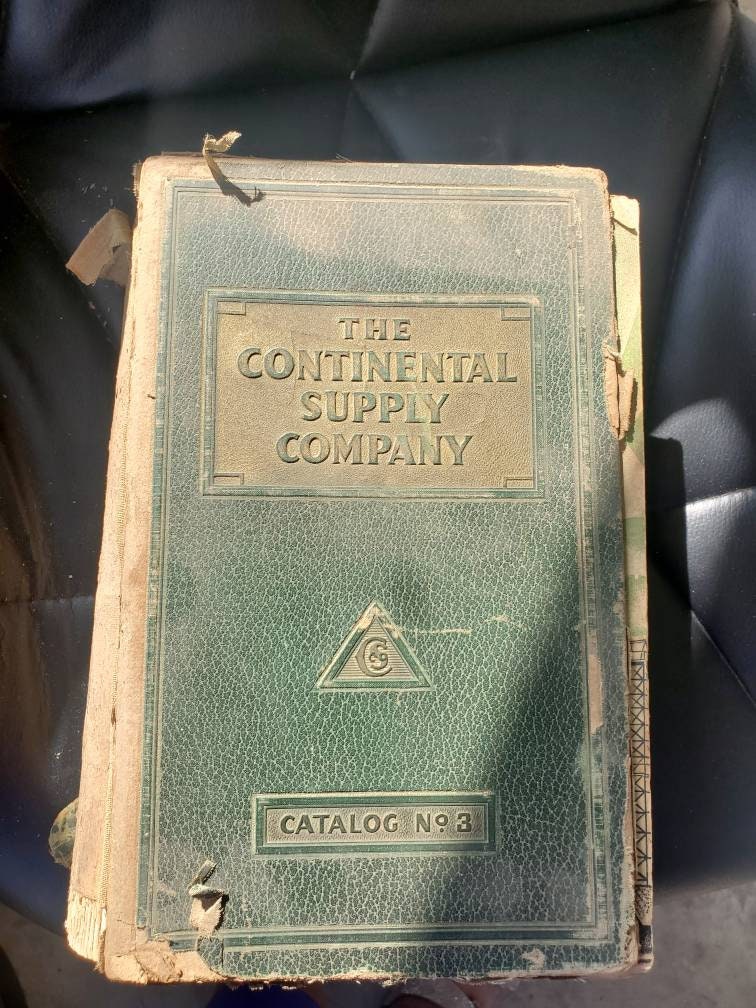 THE
CONTINENTAL
SUPPLY
COMPANY
CATALOG Nº 3